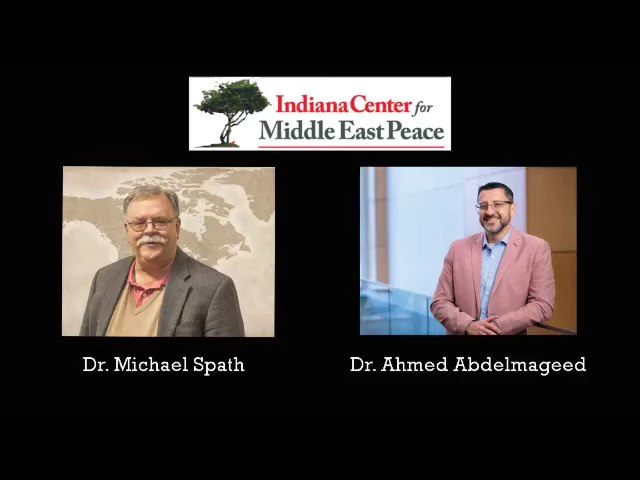 Indiana Center for
Middle East Peace
Dr. Michael Spath
Dr. Ahmed Abdelmageed